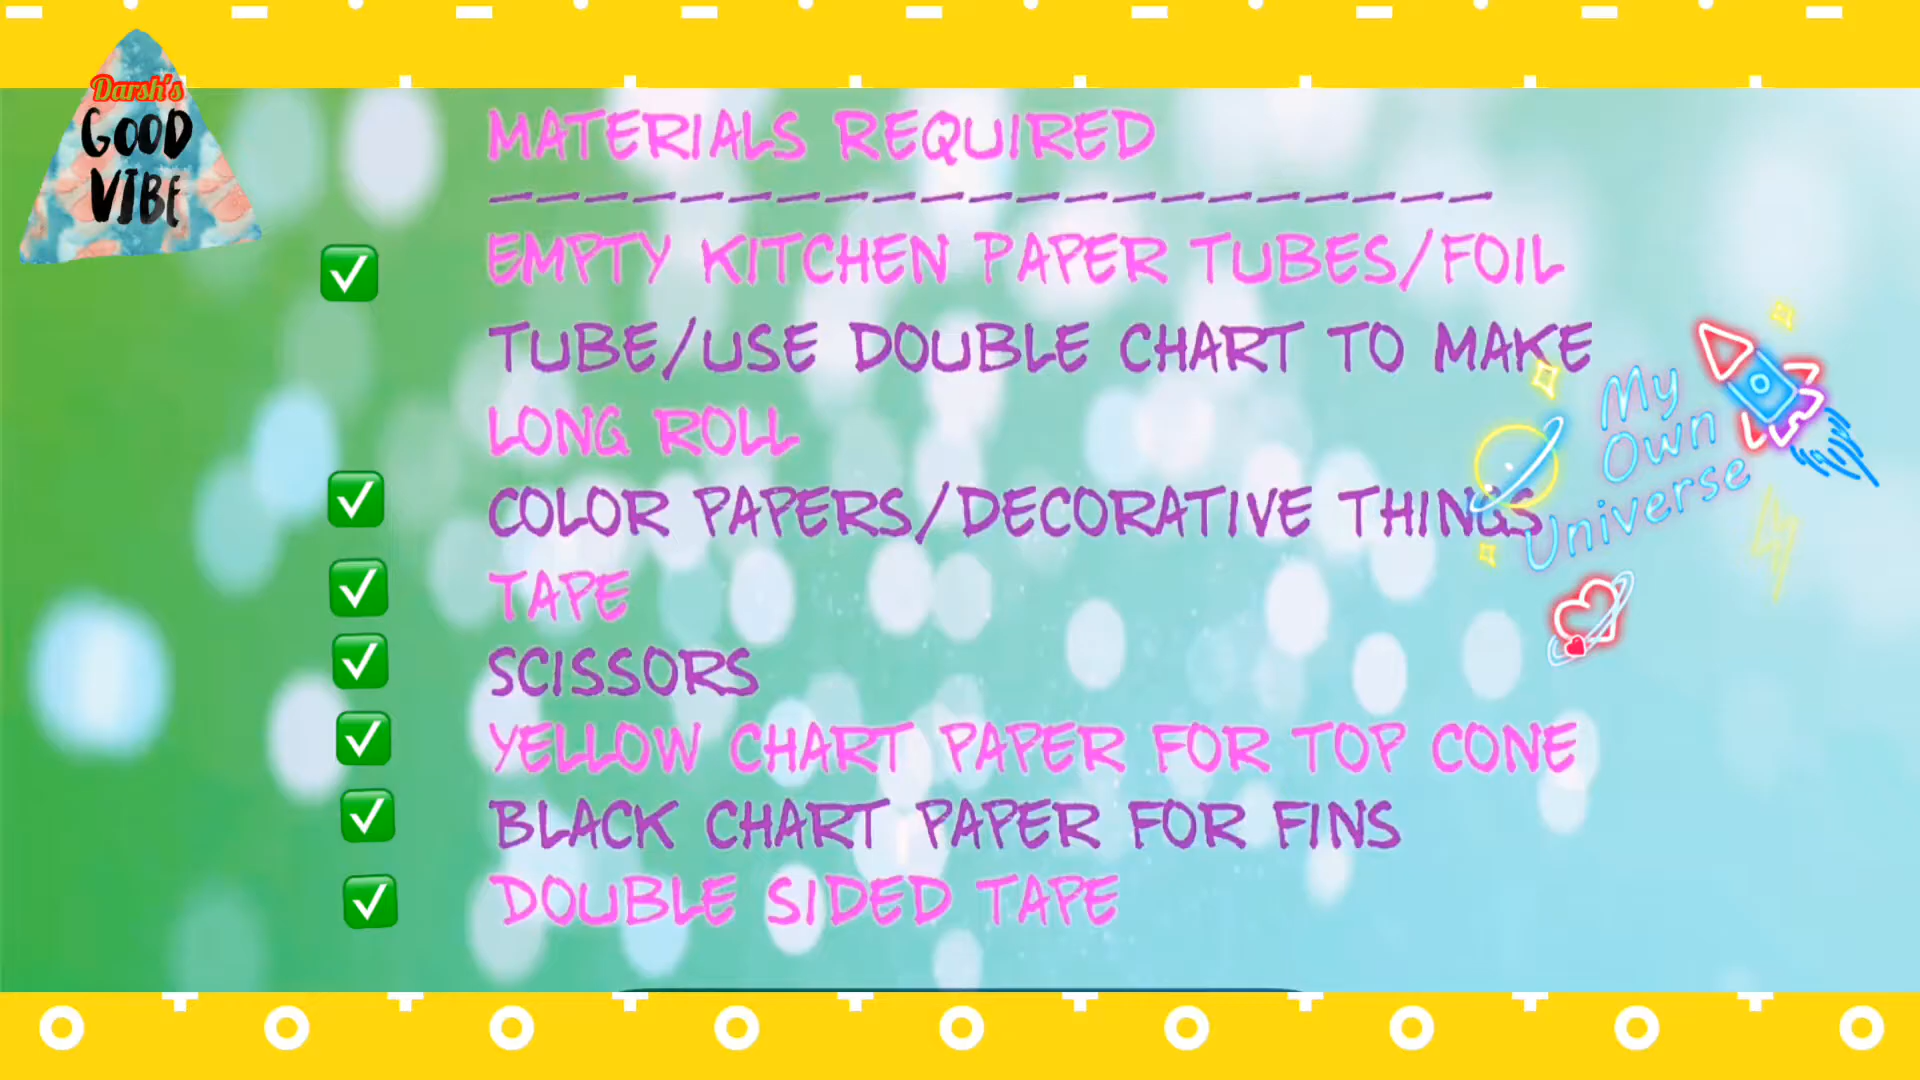 Darsh's
GOOD
VIBE
MATERIALS REQUIRED
---------------------
EMPTY KITCHEN PAPER TUBES/FOIL
TUBE/USE DOUBLE CHART TO MAKE
LONG ROLL
COLOR PAPERS/DECORATIVE THINGS
TAPE
SCISSORS
YELLOW CHART PAPER FOR TOP CONE
BLACK CHART PAPER FOR FINS
DOUBLE SIDED TAPE
My
Own
Universe